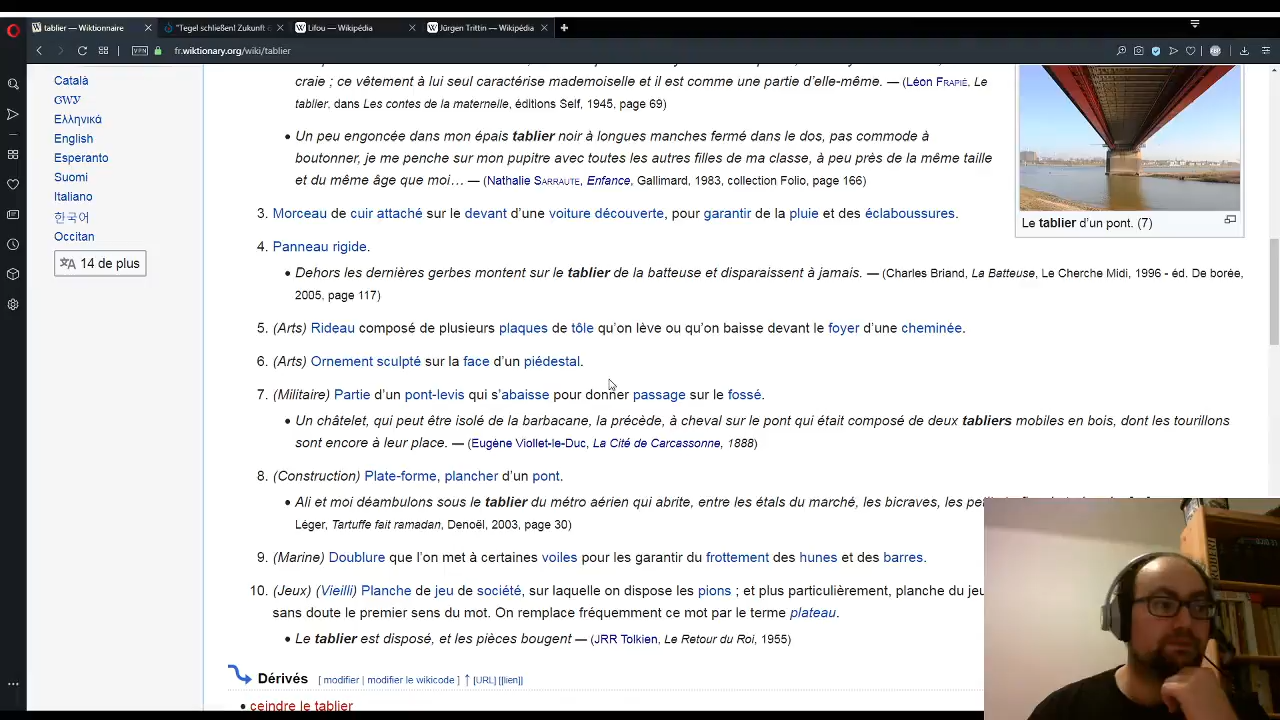 tablier — Wiktionnaire
"Tegel schließen! Zukunft
Lifou — Wikipédia
Jürgen Trittin — Wikipédia
VPN
fr.wiktionary.org/wiki/tablier
Català
ᏣᎳᎩ
Ελληνικά
English
Esperanto
Suomi
Italiano
한국어
Occitan
14 de plus
craie : ce vêtement à lui seul caractérise mademoiselle et il est comme une partie d'elle-même. — (Léon Frapié, Le
tablier, dans Les contes de la maternelle, éditions Self, 1945, page 69)
• Un peu engoncée dans mon épais tablier noir à longues manches fermé dans le dos, pas commode à
boutonner, je me penche sur mon pupitre avec toutes les autres filles de ma classe, à peu près de la même taille
et du même âge que moi… — (Nathalie Sarraute, Enfance, Gallimard, 1983, collection Folio, page 166)
Le tablier d'un pont. (7)
3. Morceau de cuir attaché sur le devant d'une voiture découverte, pour garantir de la pluie et des éclaboussures.
4. Panneau rigide.
• Dehors les dernières gerbes montent sur le tablier de la batteuse et disparaissent à jamais. — (Charles Briand, La Batteuse, Le Cherche Midi, 1996 - éd. De borée,
2005, page 117)
5. (Arts) Rideau composé de plusieurs plaques de tôle qu'on lève ou qu'on baisse devant le foyer d'une cheminée.
6. (Arts) Ornement sculpté sur la face d'un piédestal.
7. (Militaire) Partie d'un pont-levis qui s'abaisse pour donner passage sur le fossé.
• Un châtelet, qui peut être isolé de la barbacane, la précède, à cheval sur le pont qui était composé de deux tabliers mobiles en bois, dont les tourillons
sont encore à leur place. — (Eugène Viollet-le-Duc, La Cité de Carcassonne, 1888)
8. (Construction) Plate-forme, plancher d'un pont.
• Ali et moi déambulons sous le tablier du métro aérien qui abrite, entre les étals du marché, les bicraves, les
Léger, Tartuffe fait ramadan, Denoël, 2003, page 30)
9. (Marine) Doublure que l'on met à certaines voiles pour les garantir du frottement des hunes et des barres.
10. (Jeux) (Vieilli) Planche de jeu de société, sur laquelle on dispose les pions ; et plus particulièrement, planche du
sans doute le premier sens du mot. On remplace fréquemment ce mot par le terme plateau.
• Le tablier est disposé, et les pièces bougent — (JRR Tolkien, Le Retour du Roi, 1955)
Dérivés [ modifier | modifier le wikicode ] ↑ [URL] [[lien]]
• ceindre le tablier